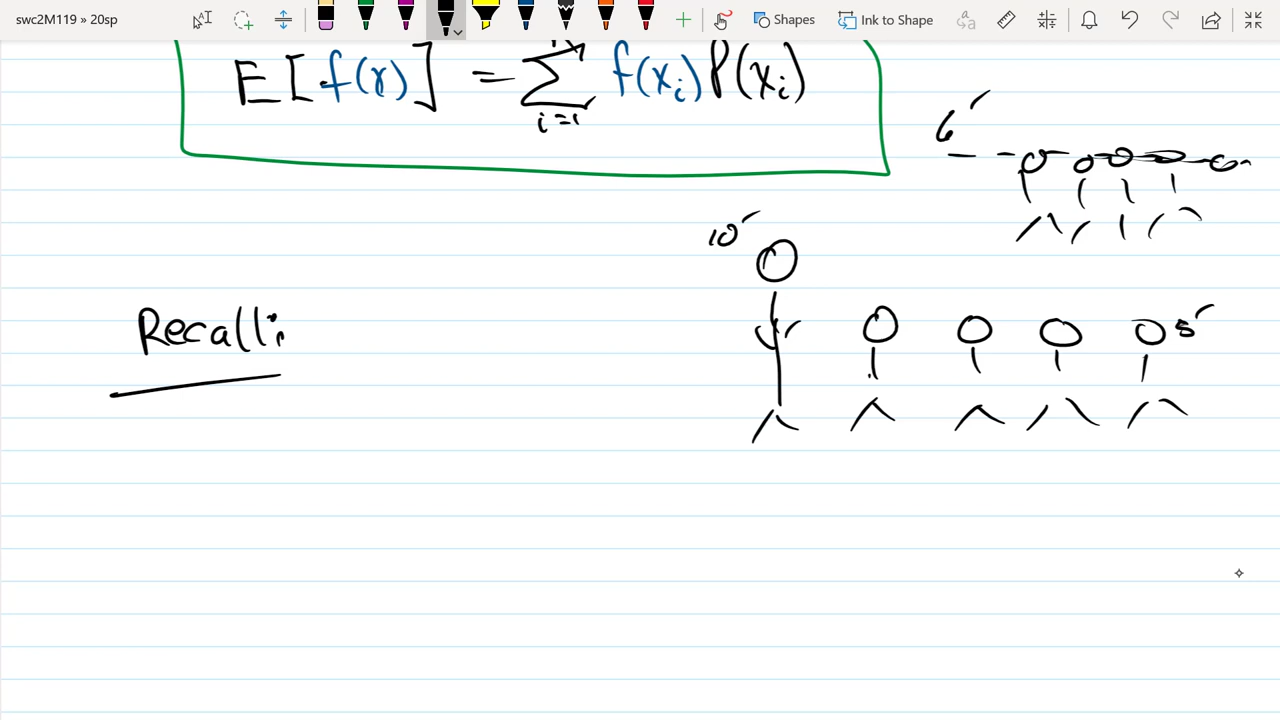 swc2M119 » 20sp
Shapes
Ink to Shape
E[f(x)] = ∑ f(xᵢ)P(xᵢ)
i=1
6'
10'
Recall:
5'